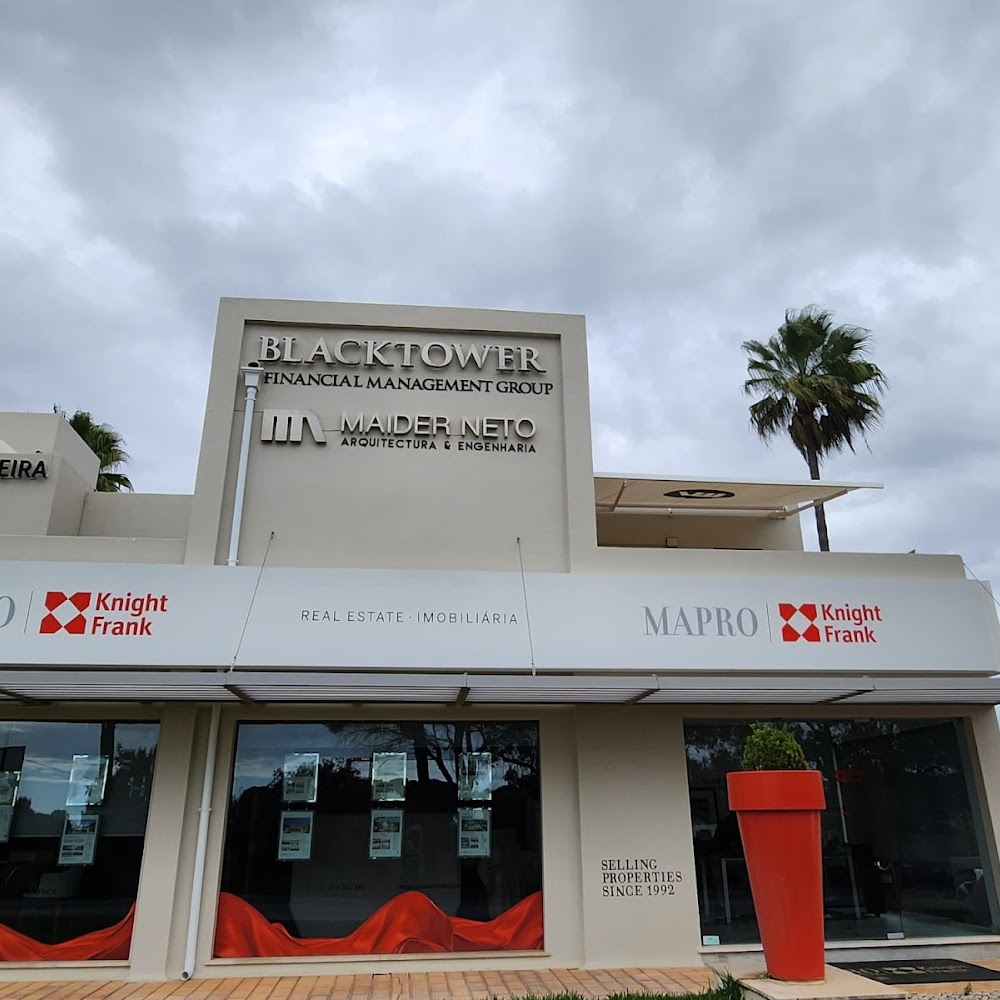 BLACKTOWER
FINANCIAL MANAGEMENT GROUP
MAIDER NETO
ARQUITECTURA & ENGENHARIA
EIRA
O
Knight
Frank
REAL ESTATE · IMOBILIÁRIA
MAPRO
Knight
Frank
SELLING
PROPERTIES
SINCE 1992